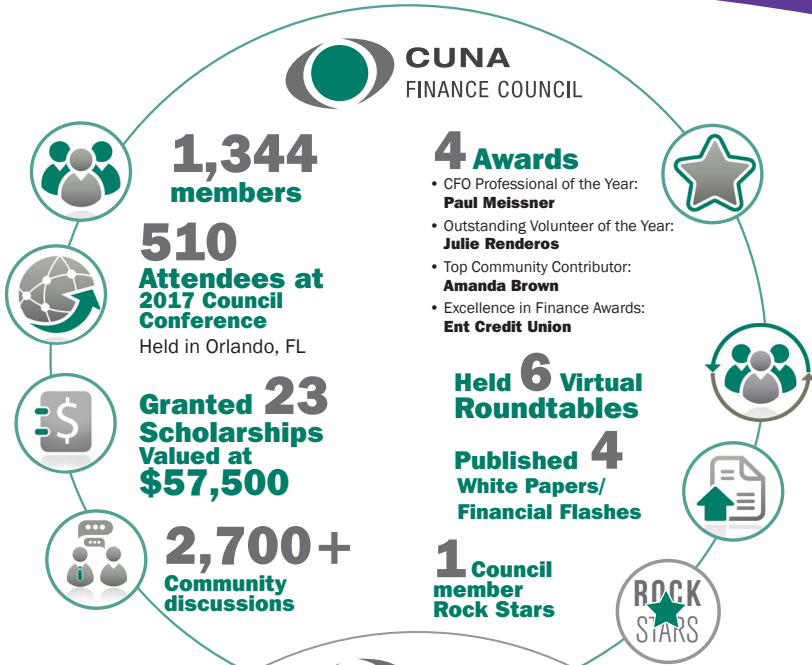 CUNA
FINANCE COUNCIL
1,344
members
510
Attendees at
2017 Council
Conference
Held in Orlando, FL
Granted 23
Scholarships
Valued at
$57,500
2,700+
Community
discussions
4 Awards
• CFO Professional of the Year:
Paul Meissner
• Outstanding Volunteer of the Year:
Julie Renderos
• Top Community Contributor:
Amanda Brown
• Excellence in Finance Awards:
Ent Credit Union
Held 6 Virtual
Roundtables
Published 4
White Papers/
Financial Flashes
1 Council
member
Rock Stars
ROCK
STARS
$